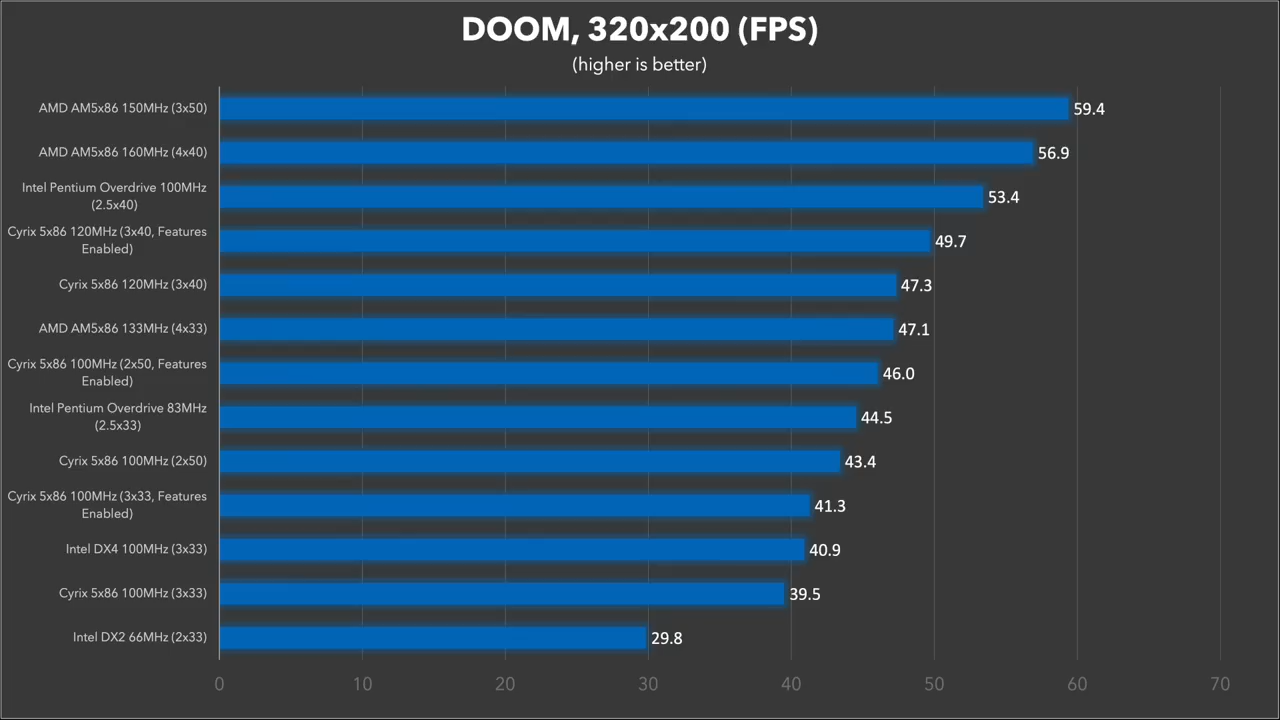 DOOM, 320x200 (FPS)
(higher is better)
AMD AM5x86 150MHz (3x50)
59.4
AMD AM5x86 160MHz (4x40)
56.9
Intel Pentium Overdrive 100MHz
(2.5x40)
53.4
Cyrix 5x86 120MHz (3x40, Features
Enabled)
49.7
Cyrix 5x86 120MHz (3x40)
47.3
AMD AM5x86 133MHz (4x33)
47.1
Cyrix 5x86 100MHz (2x50, Features
Enabled)
46.0
Intel Pentium Overdrive 83MHz
(2.5x33)
44.5
Cyrix 5x86 100MHz (2x50)
43.4
Cyrix 5x86 100MHz (3x33, Features
Enabled)
41.3
Intel DX4 100MHz (3x33)
40.9
Cyrix 5x86 100MHz (3x33)
39.5
Intel DX2 66MHz (2x33)
29.8
0 10 20 30 40 50 60 70